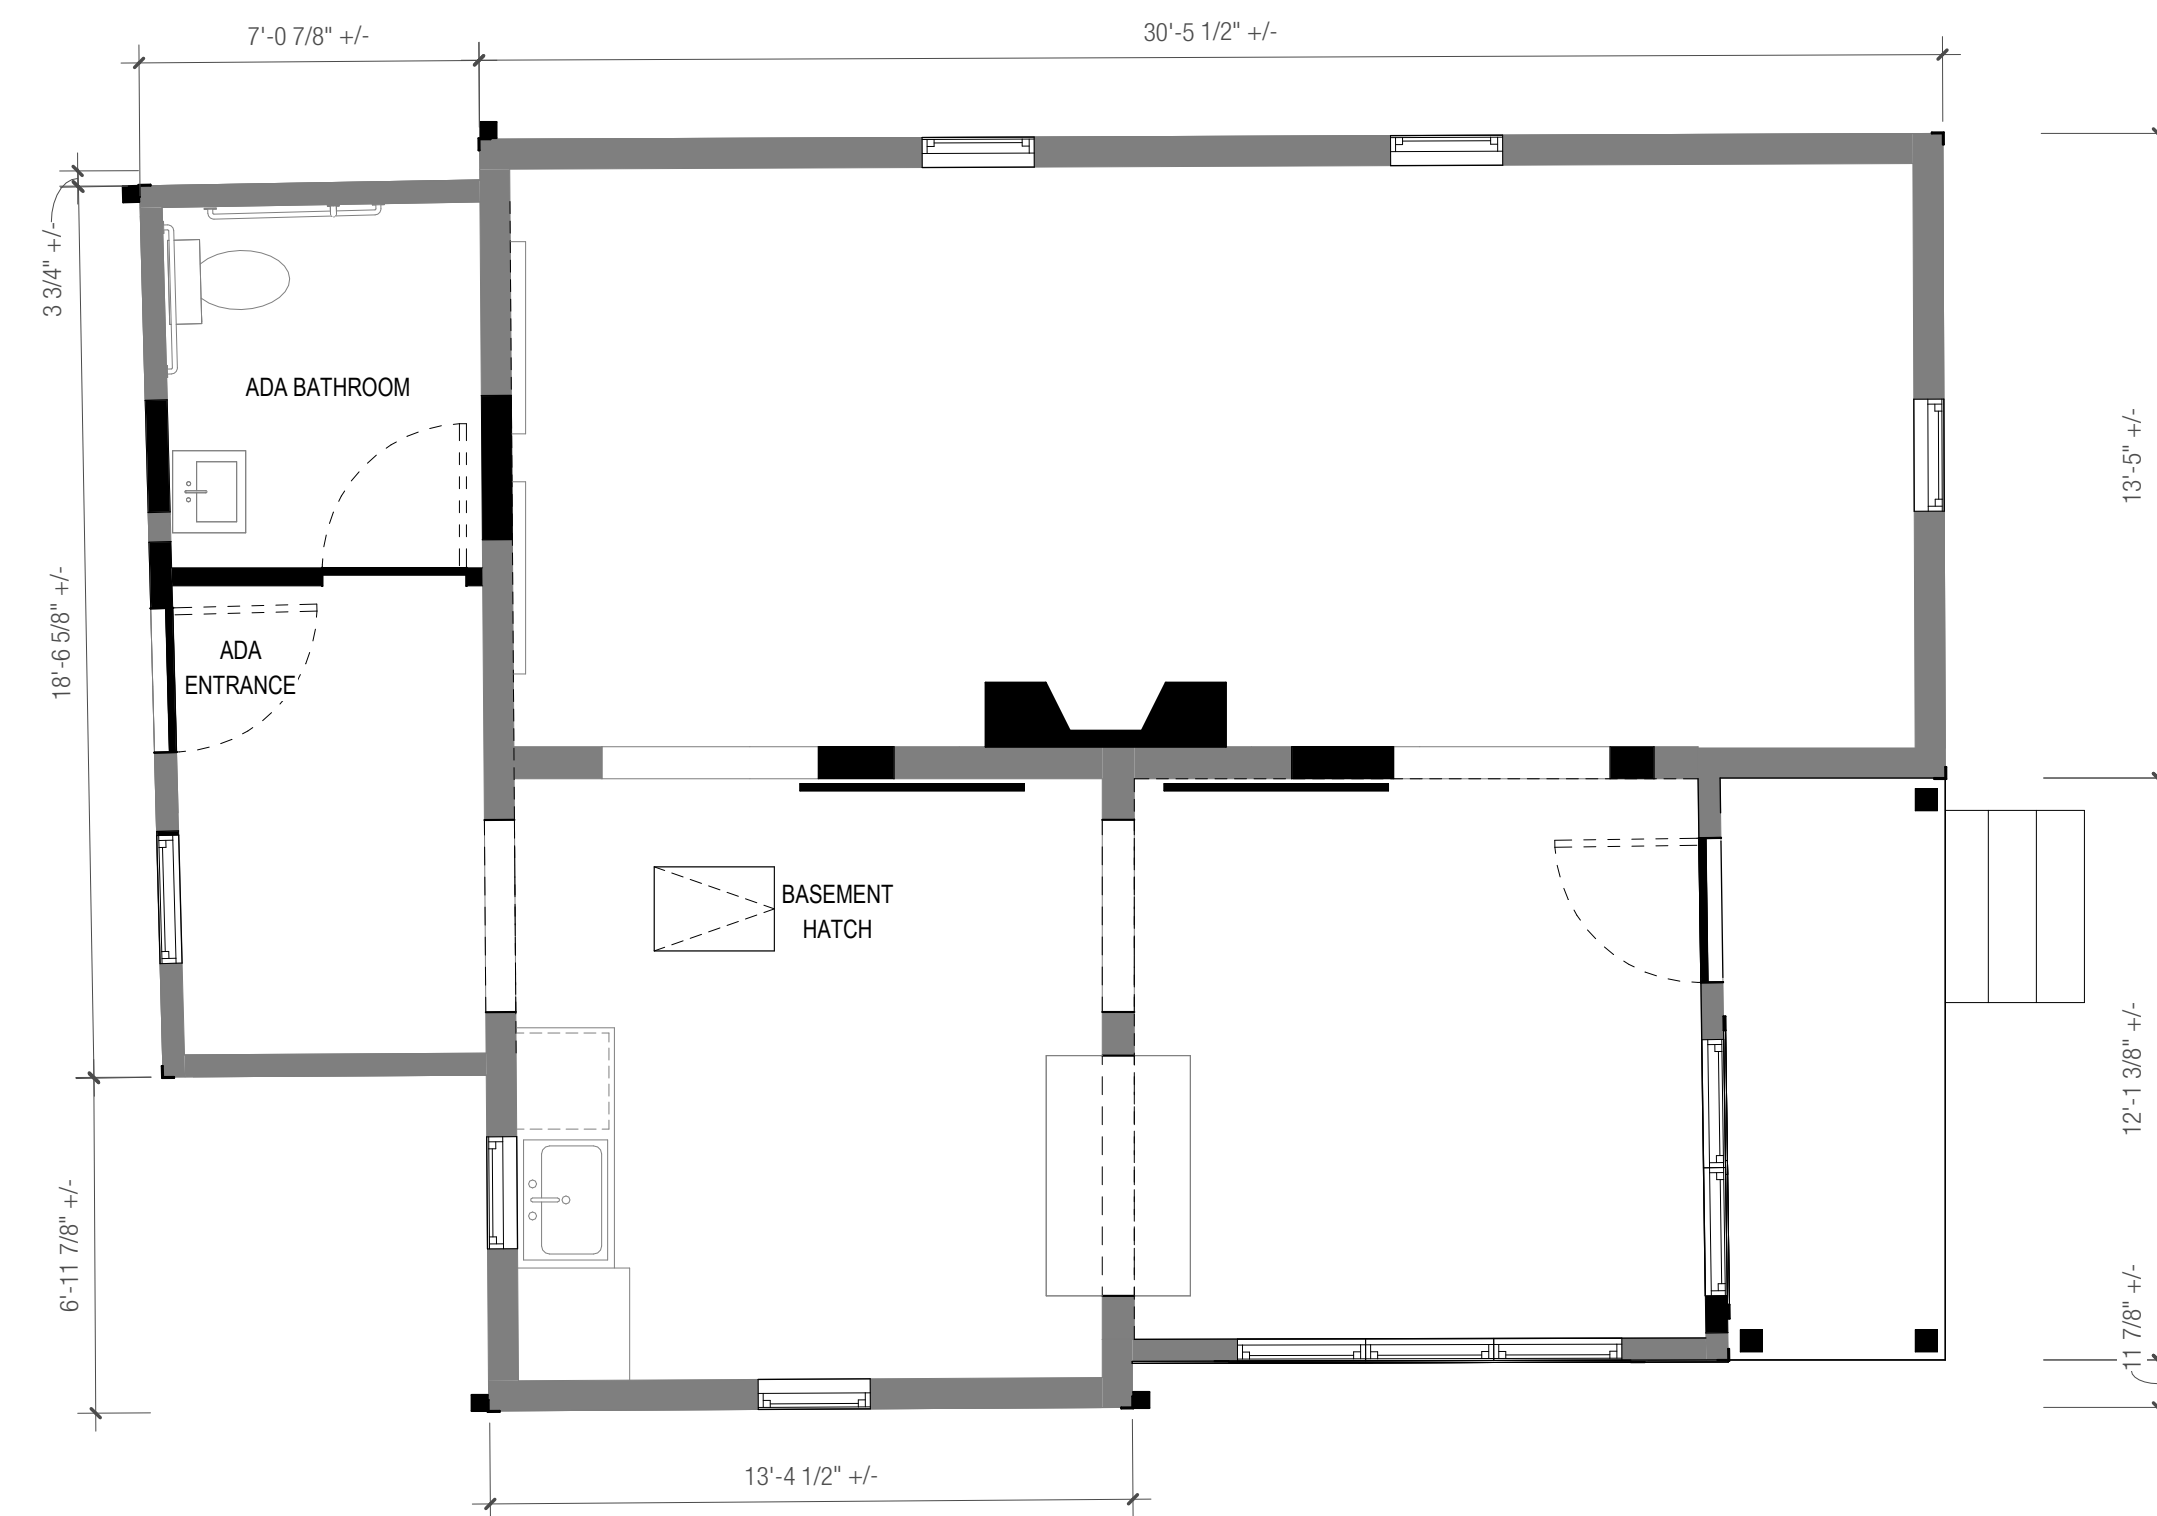 7'-0 7/8" +/-
30'-5 1/2" +/-
3 3/4" +/-
ADA BATHROOM
13'-5" +/-
18'-6 5/8" +/-
ADA
ENTRANCE
BASEMENT
HATCH
12'-1 3/8" +/-
6'-11 7/8" +/-
11 7/8" +/-
13'-4 1/2" +/-